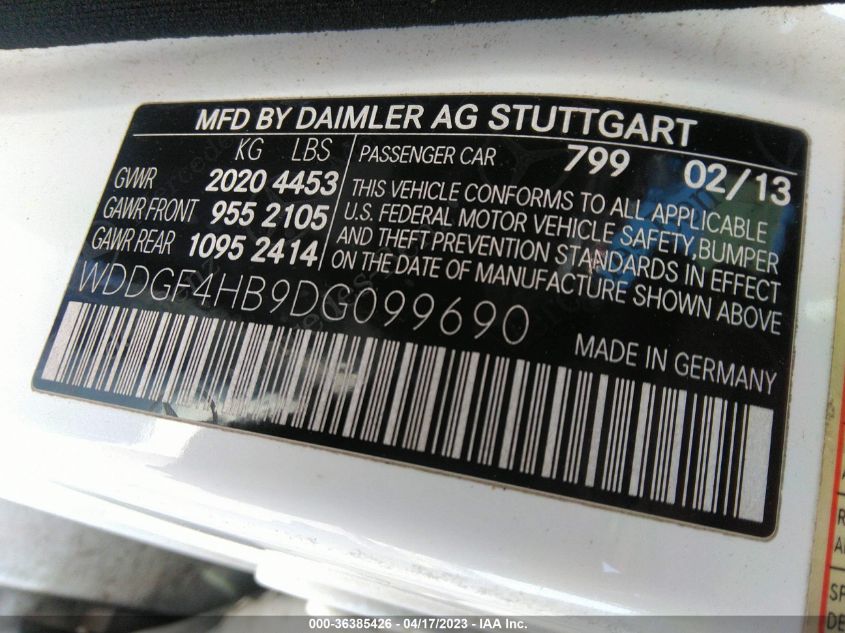 MFD BY DAIMLER AG STUTTGART
KG LBS
GVWR 2020 4453
GAWR FRONT 955 2105
GAWR REAR 1095 2414
PASSENGER CAR 799 02/13
THIS VEHICLE CONFORMS TO ALL APPLICABLE
U.S. FEDERAL MOTOR VEHICLE SAFETY, BUMPER
AND THEFT PREVENTION STANDARDS IN EFFECT
ON THE DATE OF MANUFACTURE SHOWN ABOVE
WDDGF4HB9DG099690
MADE IN GERMANY
000-36385426 - 04/17/2023 - IAA Inc.